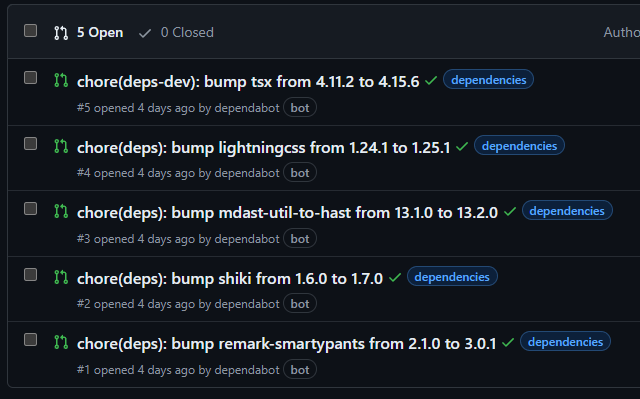 5 Open 0 Closed Autho
chore(deps-dev): bump tsx from 4.11.2 to 4.15.6 dependencies
#5 opened 4 days ago by dependabot bot
chore(deps): bump lightningcss from 1.24.1 to 1.25.1 dependencies
#4 opened 4 days ago by dependabot bot
chore(deps): bump mdast-util-to-hast from 13.1.0 to 13.2.0 dependencies
#3 opened 4 days ago by dependabot bot
chore(deps): bump shiki from 1.6.0 to 1.7.0 dependencies
#2 opened 4 days ago by dependabot bot
chore(deps): bump remark-smartypants from 2.1.0 to 3.0.1 dependencies
#1 opened 4 days ago by dependabot bot